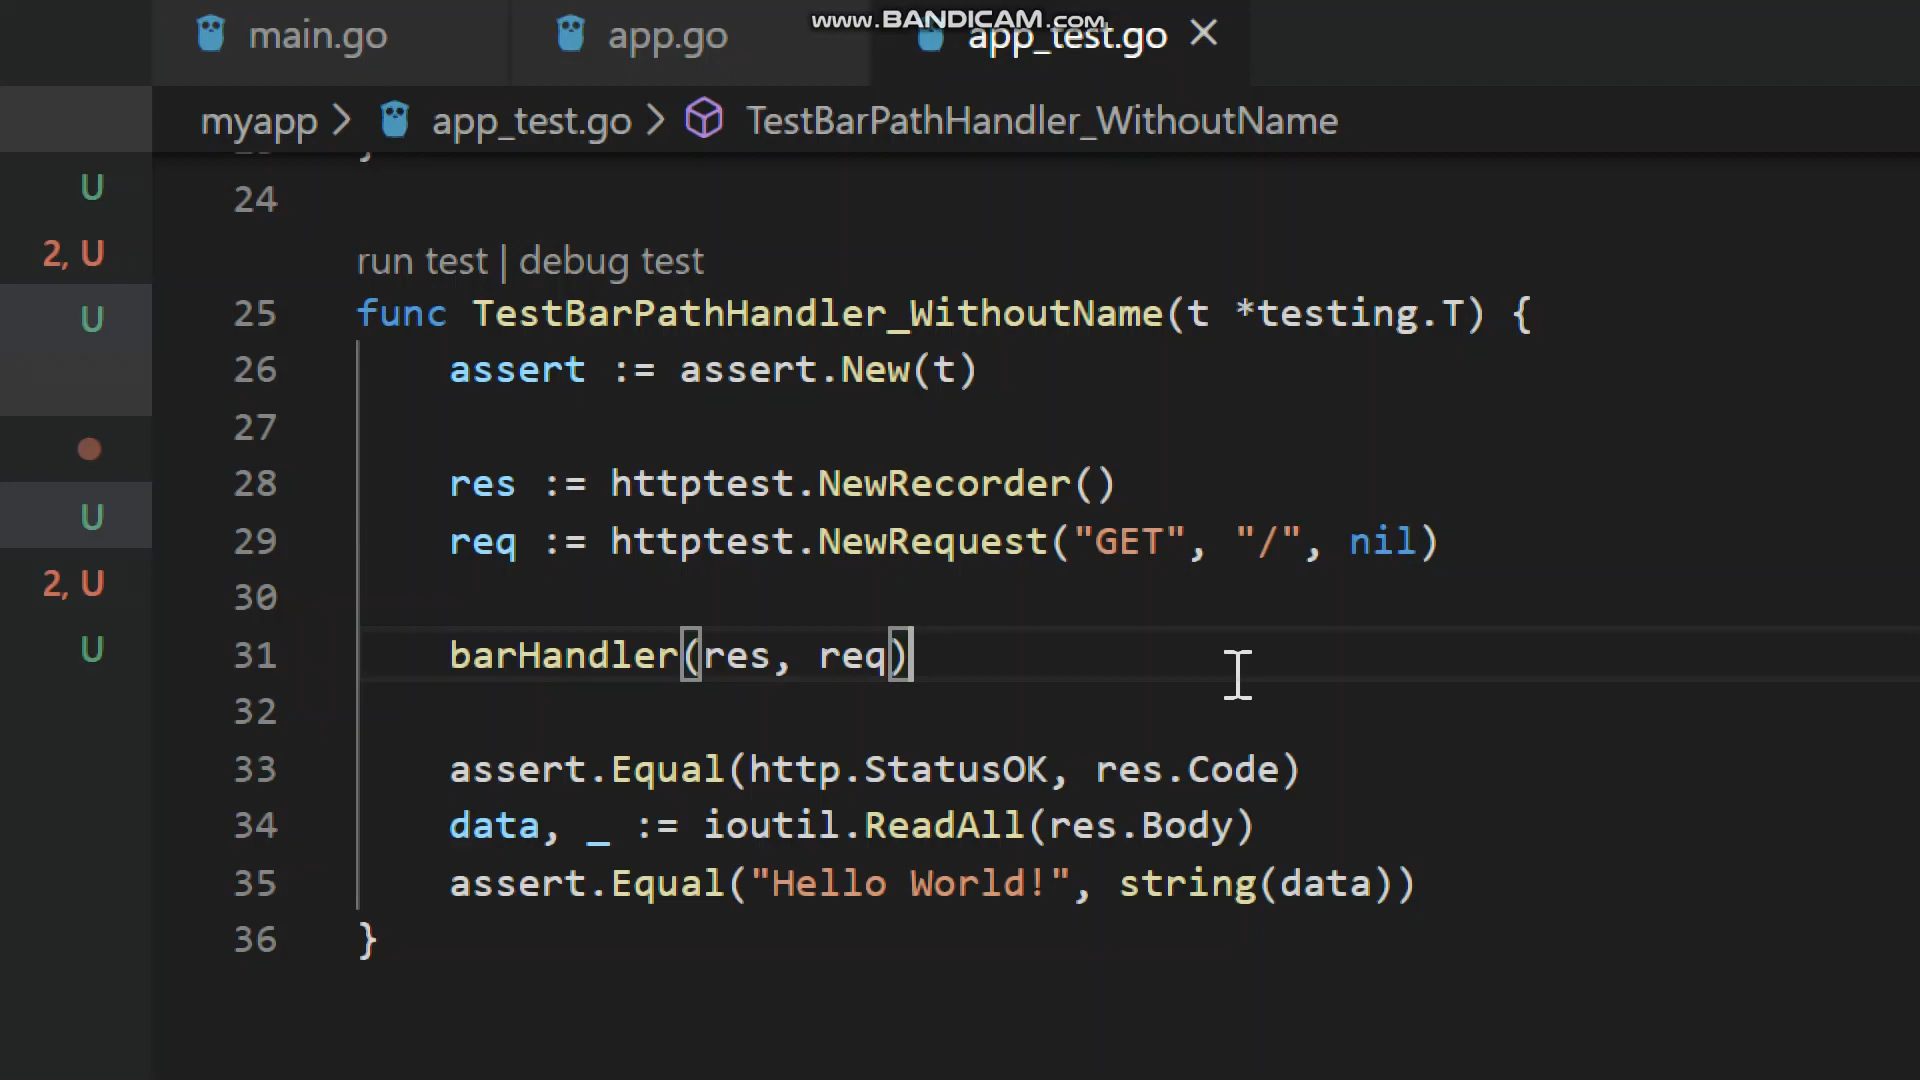 www.BANDICAM.com
main.go app.go app_test.go
myapp > app_test.go > TestBarPathHandler_WithoutName
U
2, U
U
U
2, U
U
24
run test | debug test
25 func TestBarPathHandler_WithoutName(t *testing.T) {
26 assert := assert.New(t)
27
28 res := httptest.NewRecorder()
29 req := httptest.NewRequest("GET", "/", nil)
30
31 barHandler(res, req)
32
33 assert.Equal(http.StatusOK, res.Code)
34 data, _ := ioutil.ReadAll(res.Body)
35 assert.Equal("Hello World!", string(data))
36 }